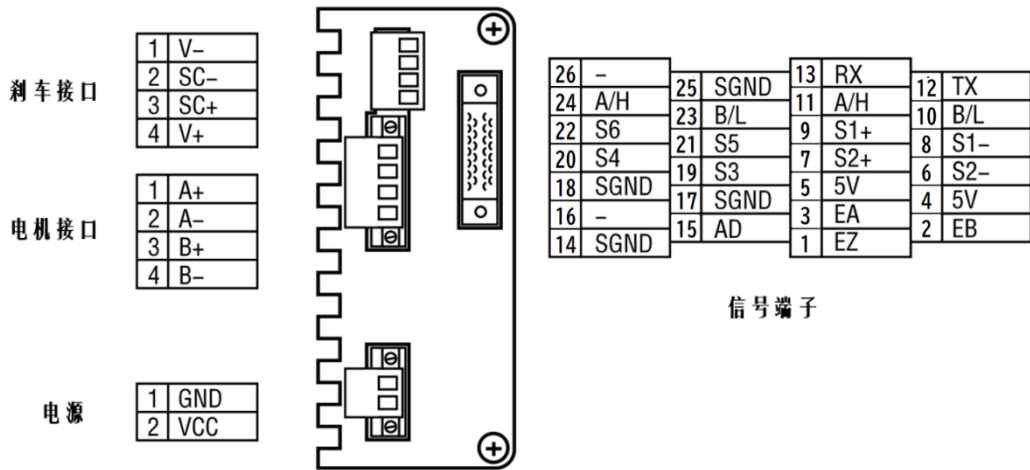 刹车接口
1 V-
2 SC-
3 SC+
4 V+
电机接口
1 A+
2 A-
3 B+
4 B-
电源
1 GND
2 VCC
26 -
24 A/H
22 S6
20 S4
18 SGND
16 -
14 SGND
25 SGND
23 B/L
21 S5
19 S3
17 SGND
15 AD
13 RX
11 A/H
9 S1+
7 S2+
5 5V
3 EA
1 EZ
12 TX
10 B/L
8 S1-
6 S2-
4 5V
2 EB
信号端子